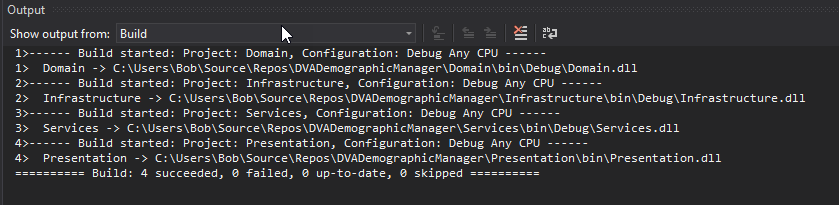 Output
Show output from: Build
1>------ Build started: Project: Domain, Configuration: Debug Any CPU ------
1>  Domain -> C:\Users\Bob\Source\Repos\DVADemographicManager\Domain\bin\Debug\Domain.dll
2>------ Build started: Project: Infrastructure, Configuration: Debug Any CPU ------
2>  Infrastructure -> C:\Users\Bob\Source\Repos\DVADemographicManager\Infrastructure\bin\Debug\Infrastructure.dll
3>------ Build started: Project: Services, Configuration: Debug Any CPU ------
3>  Services -> C:\Users\Bob\Source\Repos\DVADemographicManager\Services\bin\Debug\Services.dll
4>------ Build started: Project: Presentation, Configuration: Debug Any CPU ------
4>  Presentation -> C:\Users\Bob\Source\Repos\DVADemographicManager\Presentation\bin\Presentation.dll
========== Build: 4 succeeded, 0 failed, 0 up-to-date, 0 skipped ==========